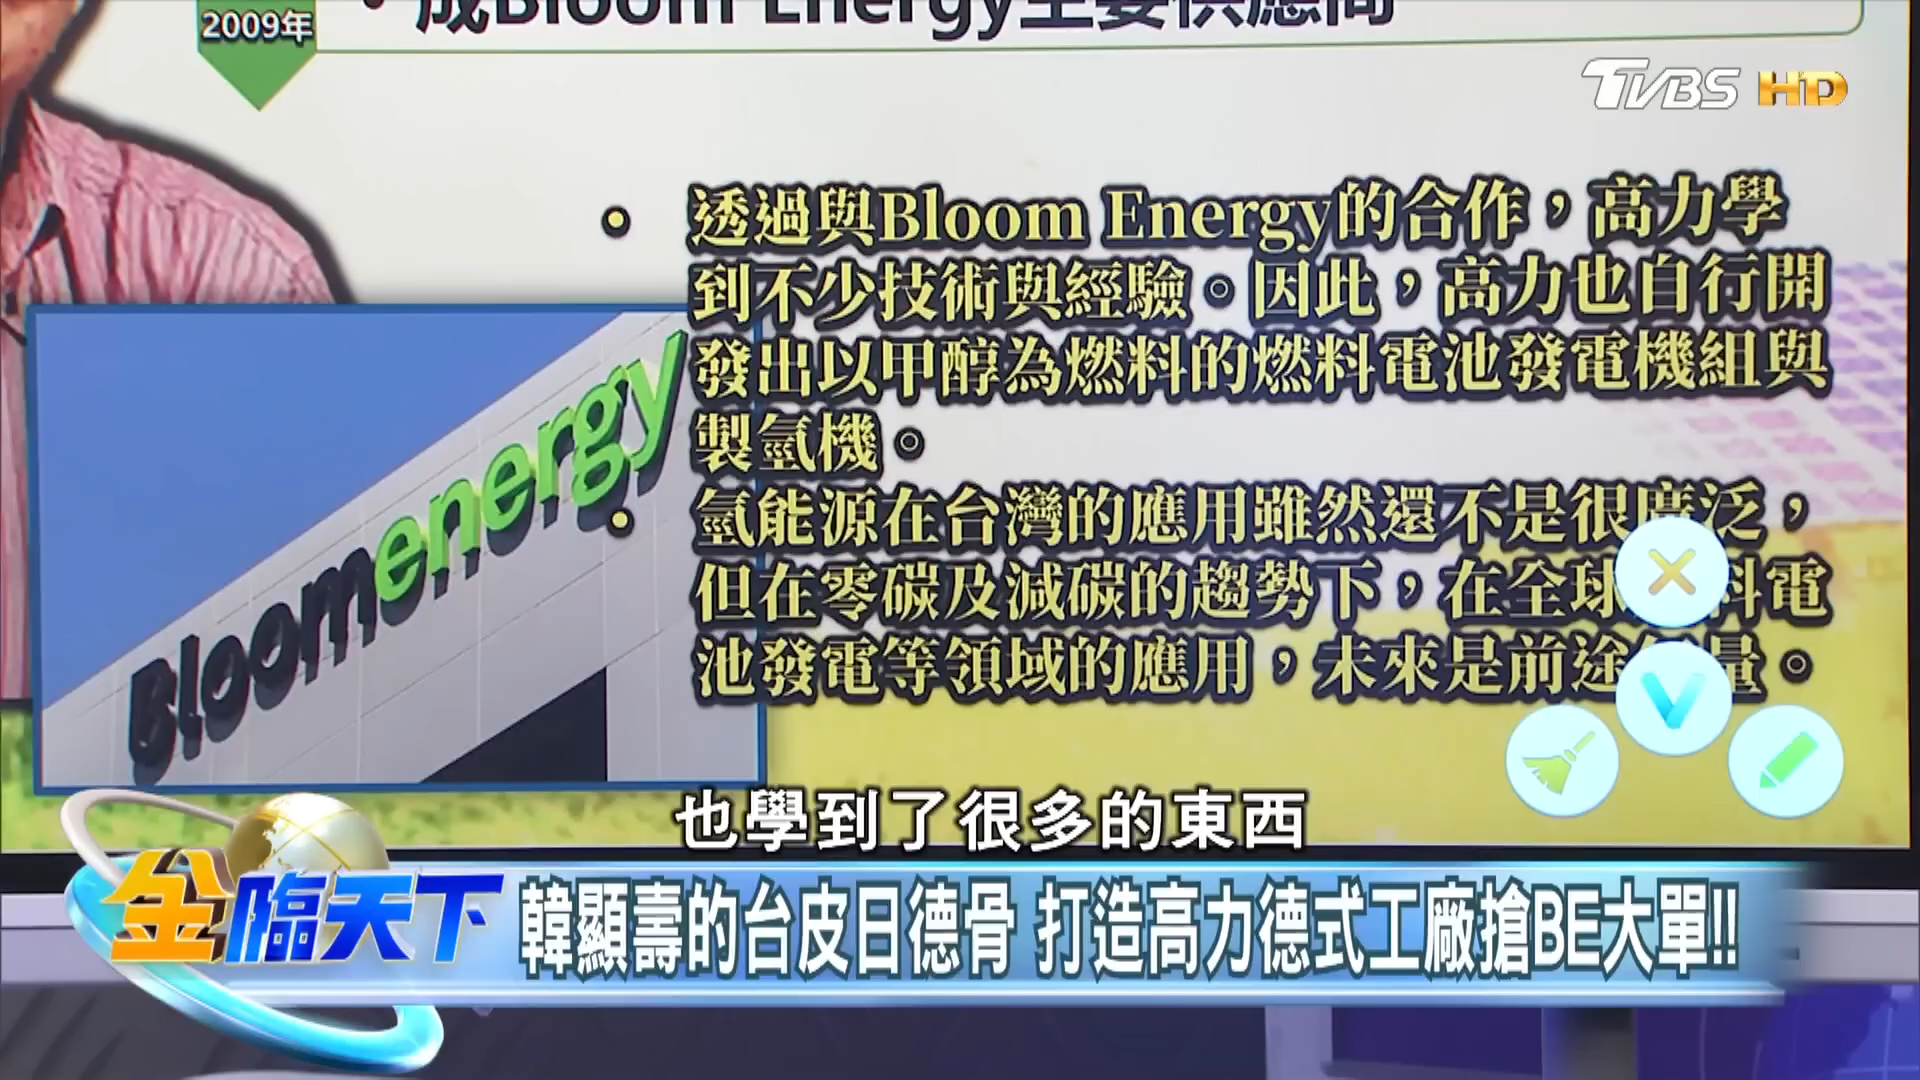 2009年
成Bloom Energy主要供應商
TVBS HD
透過與Bloom Energy的合作，高力學
到不少技術與經驗。因此，高力也自行開
發出以甲醇為燃料的燃料電池發電機組與
製氫機。
氫能源在台灣的應用雖然還不是很廣泛，
但在零碳及減碳的趨勢下，在全球 料電
池發電等領域的應用，未來是前途 量。
Bloomenergy
也學到了很多的東西
金臨天下
韓顯壽的台皮日德骨 打造高力德式工廠搶BE大單!!